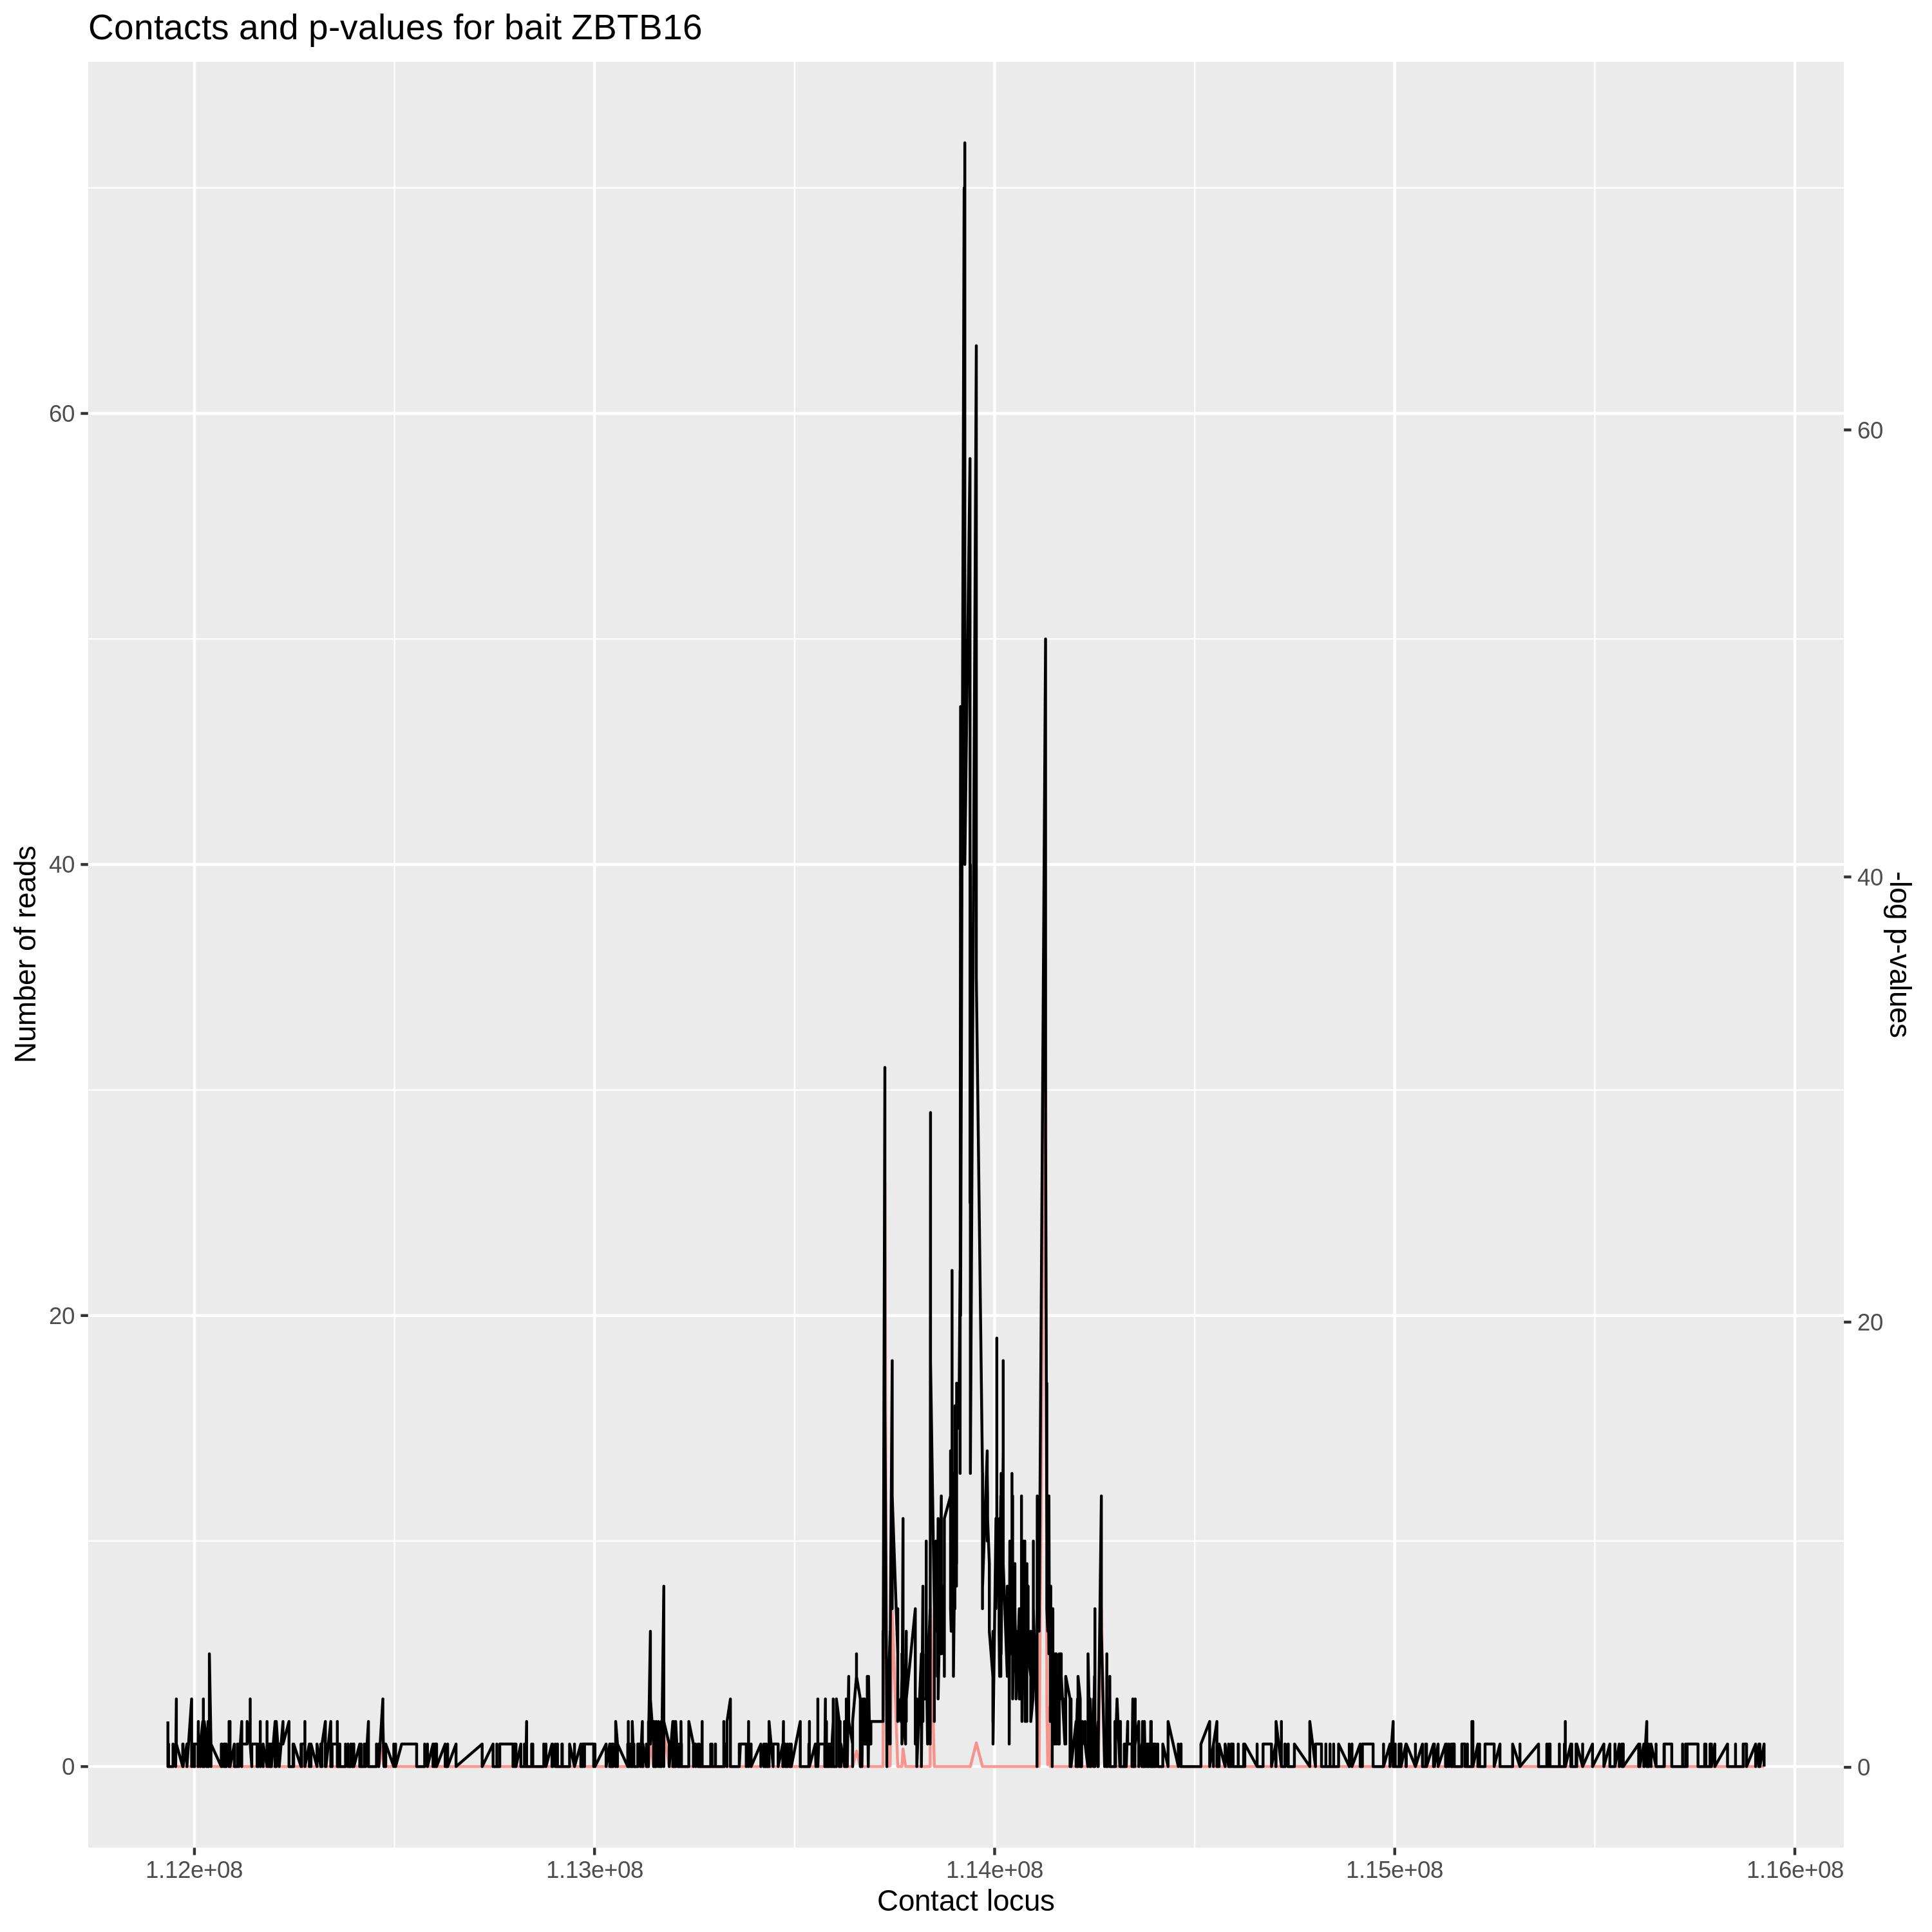 Contacts and p-values for bait ZBTB16
Number of reads
60
40
20
0
60
40
20
0
-log p-values
1.12e+08
1.13e+08
1.14e+08
1.15e+08
1.16e+08
Contact locus